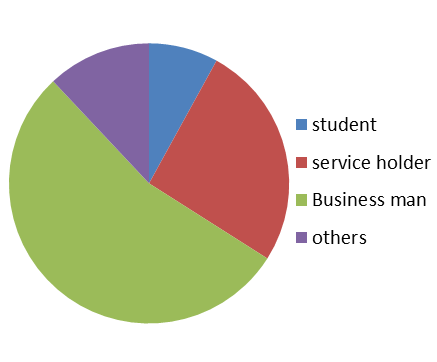 student
service holder
Business man
others